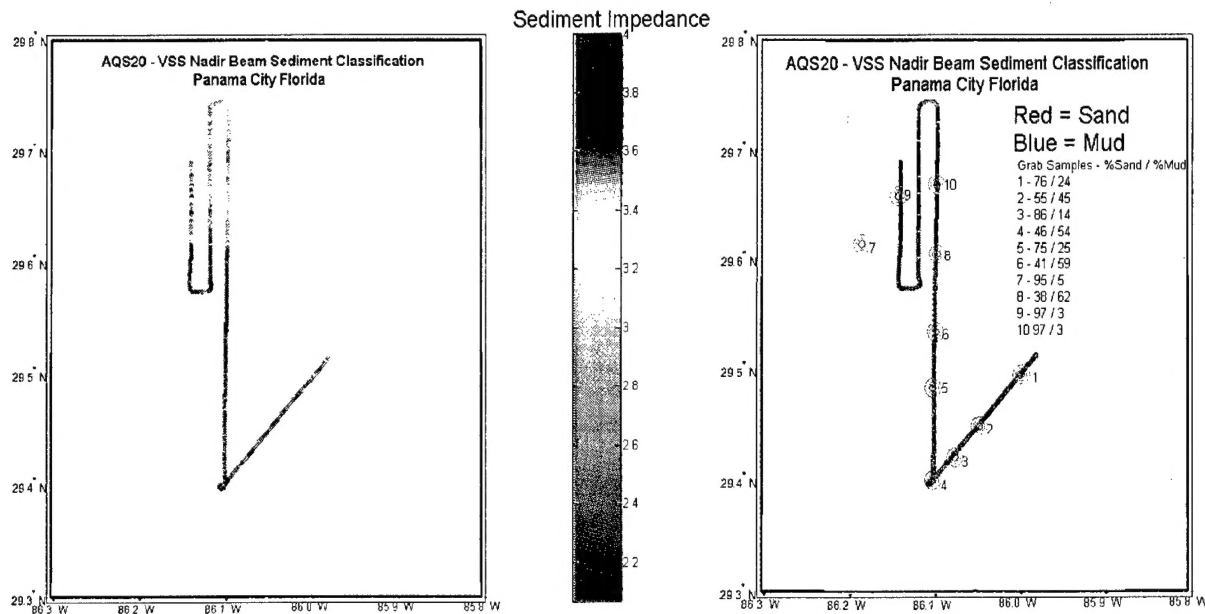 Sediment Impedance
29.8° N
29.7° N
29.6° N
29.5° N
29.4° N
29.3° N
86.3 W
86.2 W
86.1 W
86.0 W
85.9 W
85.8 W
AQS20 - VSS Nadir Beam Sediment Classification
Panama City Florida
4
3.8
3.6
3.4
3.2
3
2.8
2.6
2.4
2.2
29.8° N
29.7° N
29.6° N
29.5° N
29.4° N
29.3° N
86.3 W
86.2 W
86.1 W
86.0 W
85.9 W
85.8 W
AQS20 - VSS Nadir Beam Sediment Classification
Panama City Florida
Red = Sand
Blue = Mud
Grab Samples - %Sand / %Mud
1 - 76 / 24
2 - 55 / 45
3 - 86 / 14
4 - 46 / 54
5 - 75 / 25
6 - 41 / 59
7 - 95 / 5
8 - 38 / 62
9 - 97 / 3
10 97 / 3
10
9
7
8
6
5
1
2
3
4